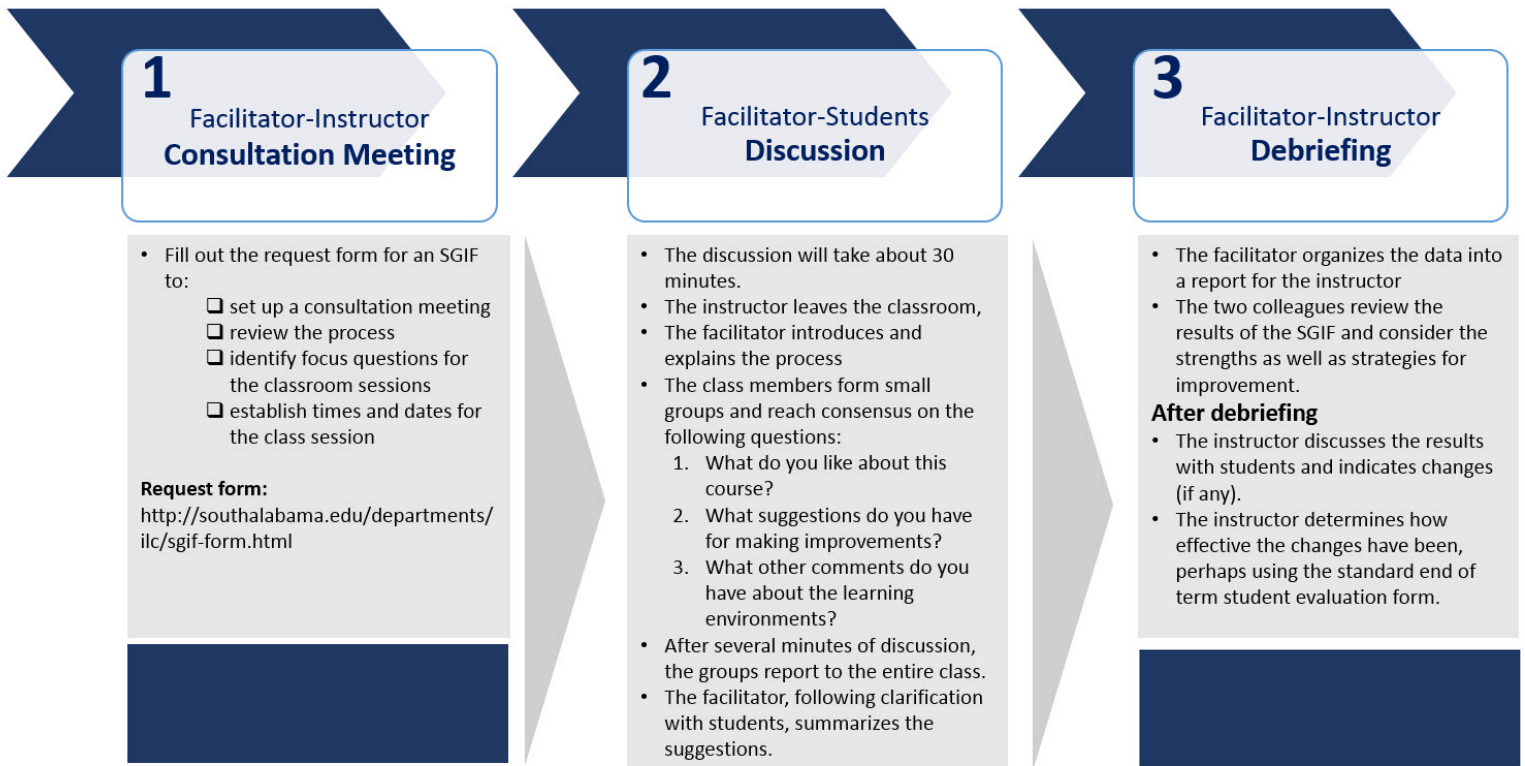 1
Facilitator-Instructor
Consultation Meeting
• Fill out the request form for an SGIF
to:
❑ set up a consultation meeting
❑ review the process
❑ identify focus questions for
the classroom sessions
❑ establish times and dates for
the class session
Request form:
http://southalabama.edu/departments/
ilc/sgif-form.html
2
Facilitator-Students
Discussion
• The discussion will take about 30
minutes.
• The instructor leaves the classroom,
• The facilitator introduces and
explains the process
• The class members form small
groups and reach consensus on the
following questions:
1. What do you like about this
course?
2. What suggestions do you have
for making improvements?
3. What other comments do you
have about the learning
environments?
• After several minutes of discussion,
the groups report to the entire class.
• The facilitator, following clarification
with students, summarizes the
suggestions.
3
Facilitator-Instructor
Debriefing
• The facilitator organizes the data into
a report for the instructor
• The two colleagues review the
results of the SGIF and consider the
strengths as well as strategies for
improvement.
After debriefing
• The instructor discusses the results
with students and indicates changes
(if any).
• The instructor determines how
effective the changes have been,
perhaps using the standard end of
term student evaluation form.